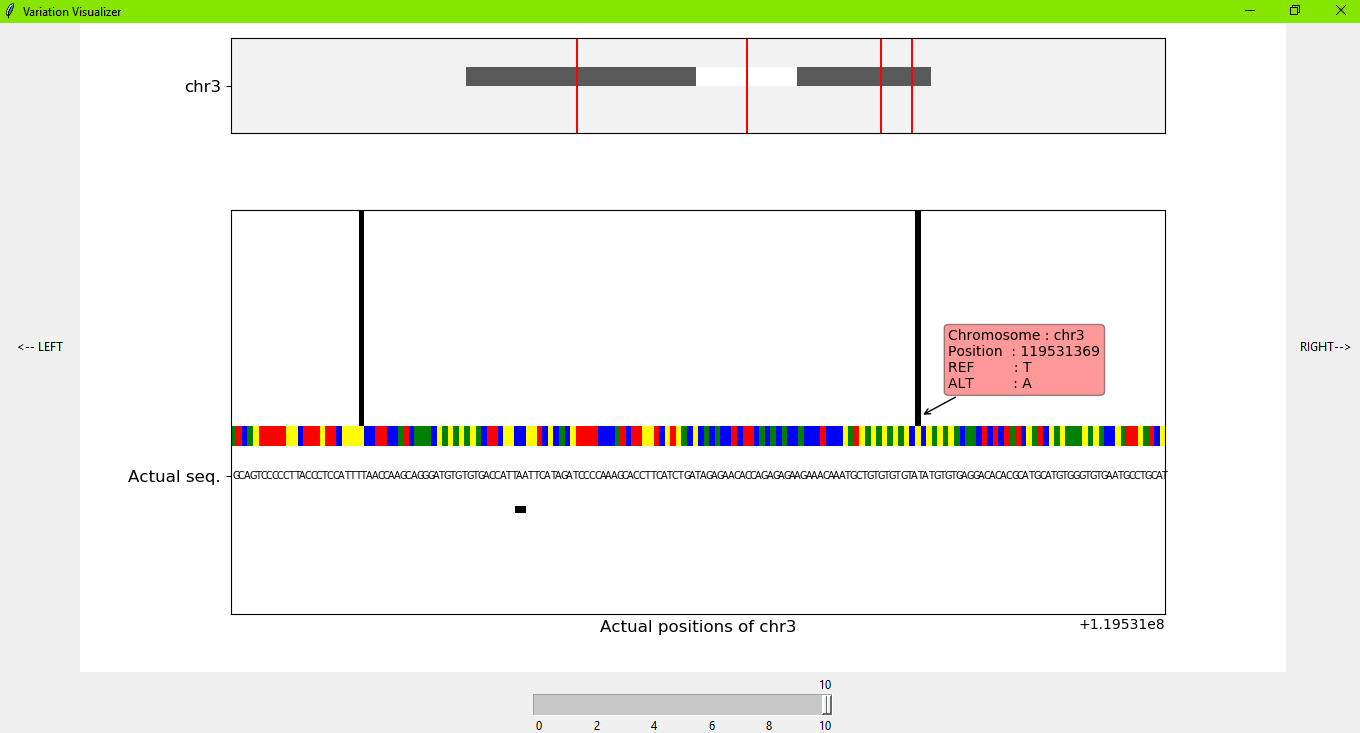 Variation Visualizer
chr3
<-- LEFT
RIGHT-->
Chromosome : chr3
Position : 119531369
REF : T
ALT : A
Actual seq.
GCAGTCCCCCTTACCCTCCATTTTAACCAAGCAGGGATGTGTGTGACCATTAATTCATAGATCCCCAAAGCACCTTCATCTGATAGAGAACACCAGAGAGAAGAAACAAATGCTGTGTGTGTATATGTGTGAGGACACACGCATGCATGTGGGTGTGAATGCCTGCAT
Actual positions of chr3
+1.19531e8
10
0 2 4 6 8 10